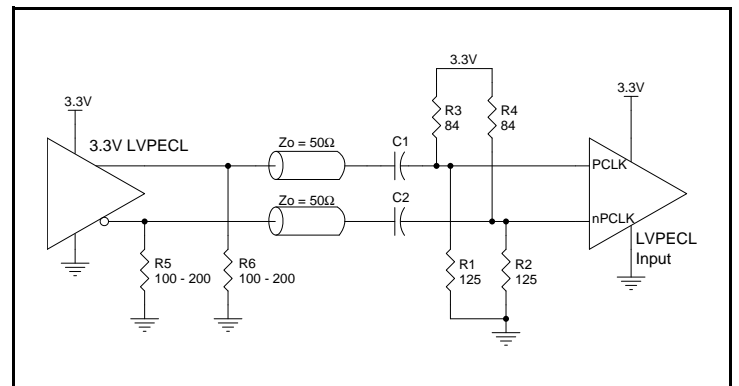 3.3V
3.3V
3.3V
3.3V LVPECL
R3
84
R4
84
Zo = 50Ω
C1
PCLK
Zo = 50Ω
C2
nPCLK
LVPECL
Input
R5
100 - 200
R6
100 - 200
R1
125
R2
125